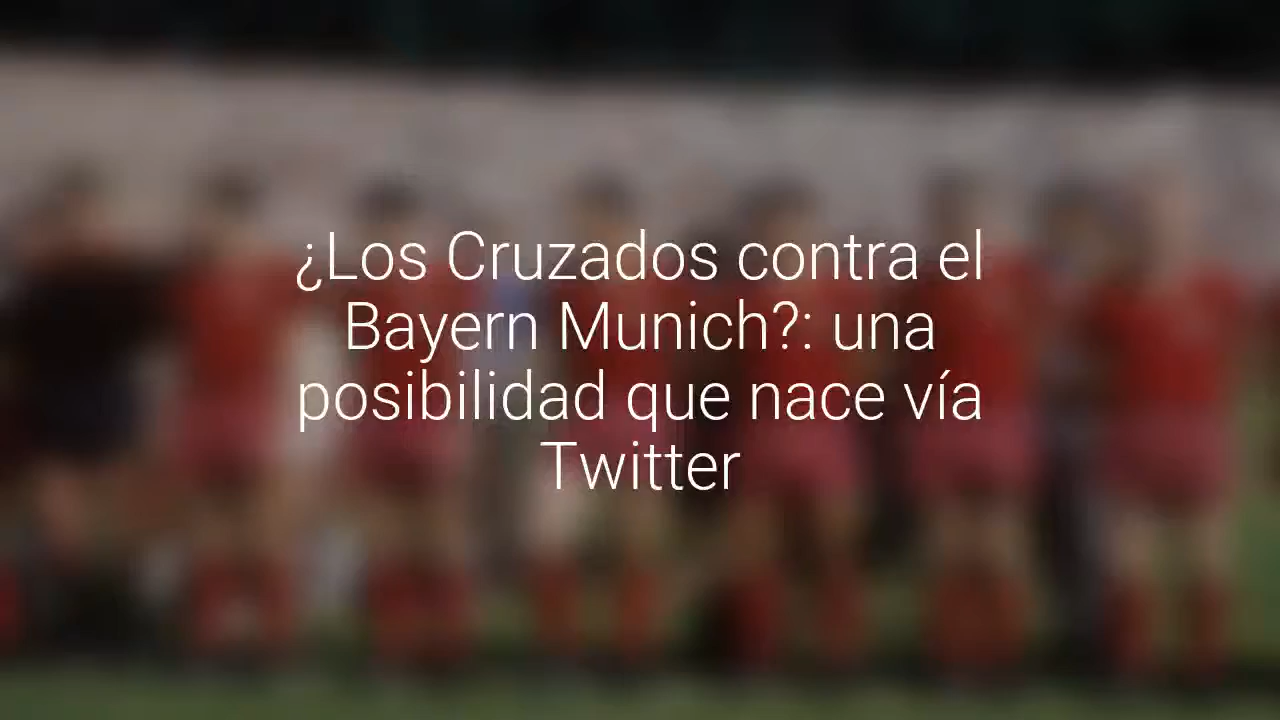 ¿Los Cruzados contra el
Bayern Munich?: una
posibilidad que nace vía
Twitter